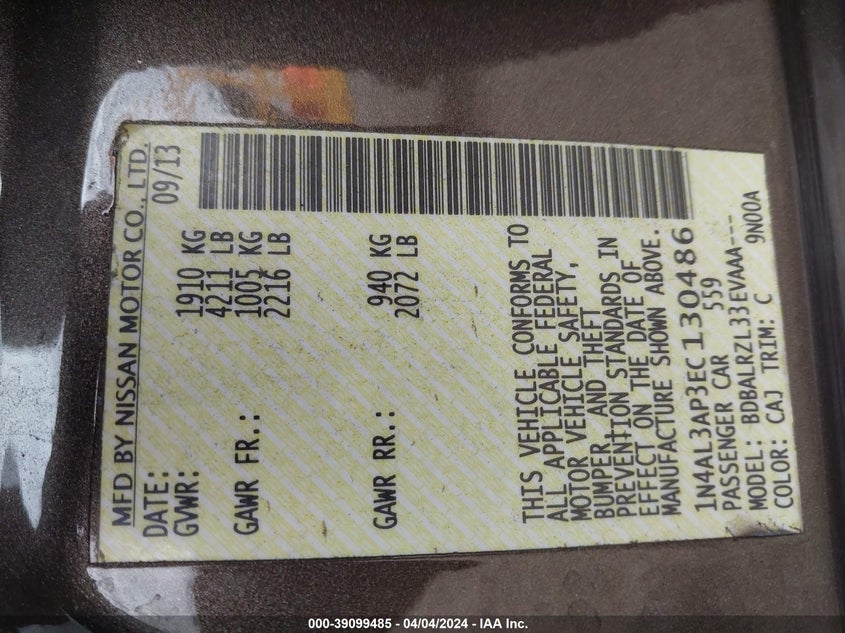 MFD BY NISSAN MOTOR CO., LTD.
DATE: 09/13
GVWR: 1910 KG
4211 LB
GAWR FR.: 1005 KG
2216 LB
GAWR RR.: 940 KG
2072 LB
THIS VEHICLE CONFORMS TO
ALL APPLICABLE FEDERAL
MOTOR VEHICLE SAFETY,
BUMPER, AND THEFT
PREVENTION STANDARDS IN
EFFECT ON THE DATE OF
MANUFACTURE SHOWN ABOVE.
1N4AL3AP3EC130486
PASSENGER CAR 559
MODEL: BDBALRZL33EVAAA---
COLOR: CAJ TRIM: C 9N00A
000-39099485 - 04/04/2024 - IAA Inc.